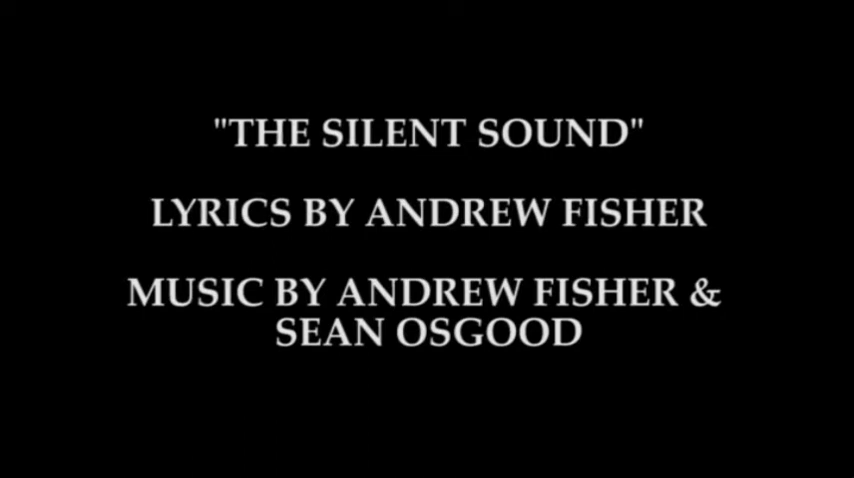 "THE SILENT SOUND"
LYRICS BY ANDREW FISHER
MUSIC BY ANDREW FISHER &
SEAN OSGOOD